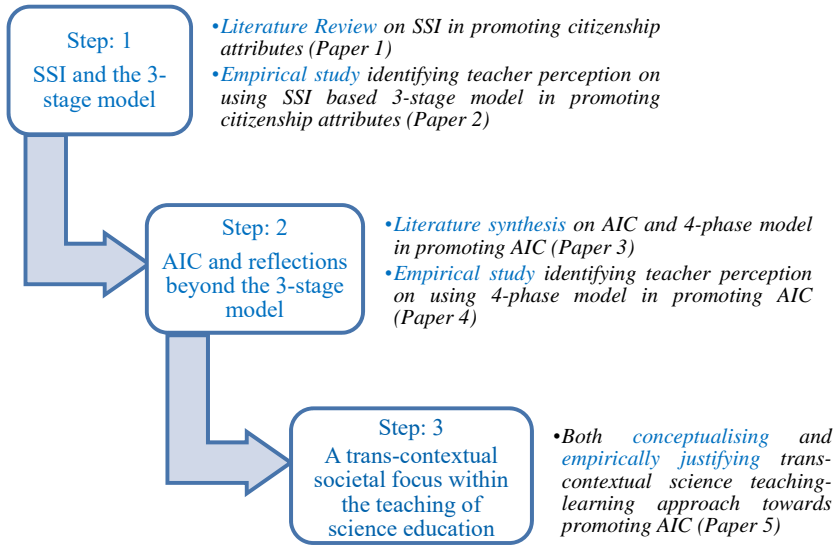 Step: 1
SSI and the 3-
stage model
•Literature Review on SSI in promoting citizenship
attributes (Paper 1)
•Empirical study identifying teacher perception on
using SSI based 3-stage model in promoting
citizenship attributes (Paper 2)
Step: 2
AIC and reflections
beyond the 3-stage
model
•Literature synthesis on AIC and 4-phase model
in promoting AIC (Paper 3)
•Empirical study identifying teacher perception
on using 4-phase model in promoting AIC
(Paper 4)
Step: 3
A trans-contextual
societal focus within
the teaching of
science education
•Both conceptualising and
empirically justifying trans-
contextual science teaching-
learning approach towards
promoting AIC (Paper 5)